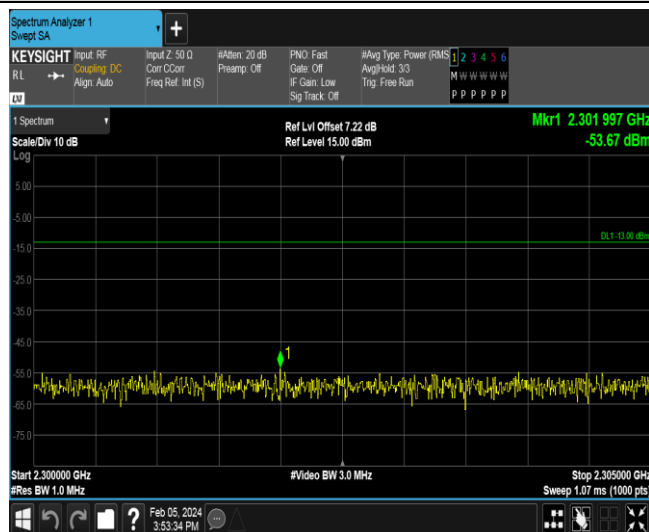 Spectrum Analyzer 1
Swept SA
+
KEYSIGHT
RL
LXI
Input: RF
Coupling: DC
Align: Auto
Input Z: 50 Ω
Corr CCorr
Freq Ref: Int (S)
#Atten: 20 dB
Preamp: Off
PNO: Fast
Gate: Off
IF Gain: Low
Sig Track: Off
#Avg Type: Power (RMS
Avg|Hold: 3/3
Trig: Free Run
1 2 3 4 5 6
M W W W W W
P P P P P P
1 Spectrum
Scale/Div 10 dB
Ref Lvl Offset 7.22 dB
Ref Level 15.00 dBm
Mkr1 2.301 997 GHz
-53.67 dBm
Log
5.00
-5.00
DL1 -13.00 dBm
-15.0
-25.0
-35.0
-45.0
1
-55.0
-65.0
-75.0
Start 2.300000 GHz
#Video BW 3.0 MHz
Stop 2.305000 GHz
#Res BW 1.0 MHz
Sweep 1.07 ms (1000 pts)
?
Feb 05, 2024
3:53:34 PM